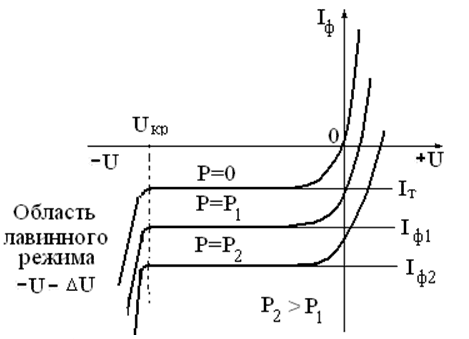 Iф
Uкр
0
-U
+U
P=0
Iт
P=P1
Iф1
P=P2
Iф2
Область
лавинного
режима
-U - ΔU
P2 > P1